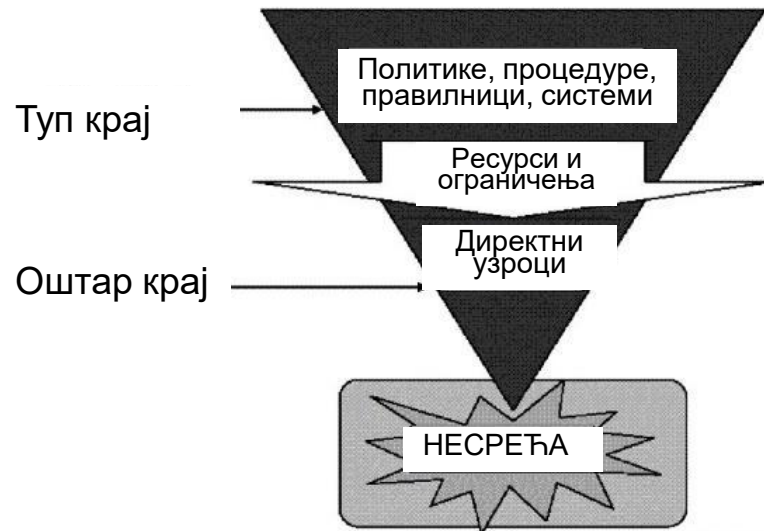 Политике, процедуре,
правилници, системи
Туп крај
Ресурси и
ограничења
Директни
узроци
Оштар крај
НЕСРЕЋА